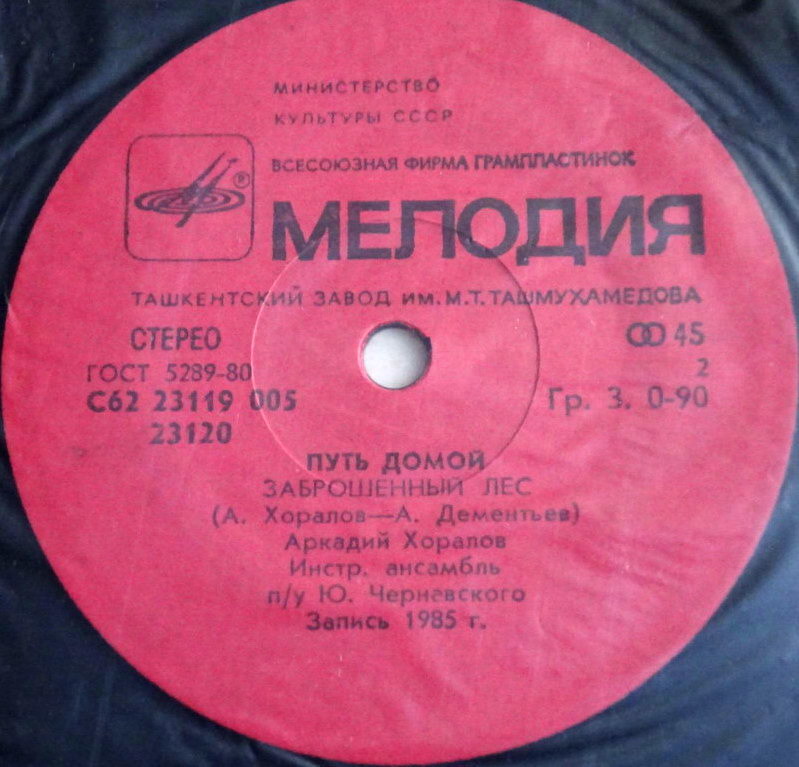 МИНИСТЕРСТВО
КУЛЬТУРЫ СССР
ВСЕСОЮЗНАЯ ФИРМА ГРАМПЛАСТИНОК
®
МЕЛОДИЯ
ТАШКЕНТСКИЙ ЗАВОД ИМ. М.Т. ТАШМУХАМЕДОВА
СТЕРЕО 45
ГОСТ 5289-80 2
С62 23119 005 Гр. 3. 0-90
23120
ПУТЬ ДОМОЙ
ЗАБРОШЕННЫЙ ЛЕС
(А. Хоралов—А. Дементьев)
Аркадий Хоралов
Инстр. ансамбль
п/у Ю. Чернавского
Запись 1985 г.